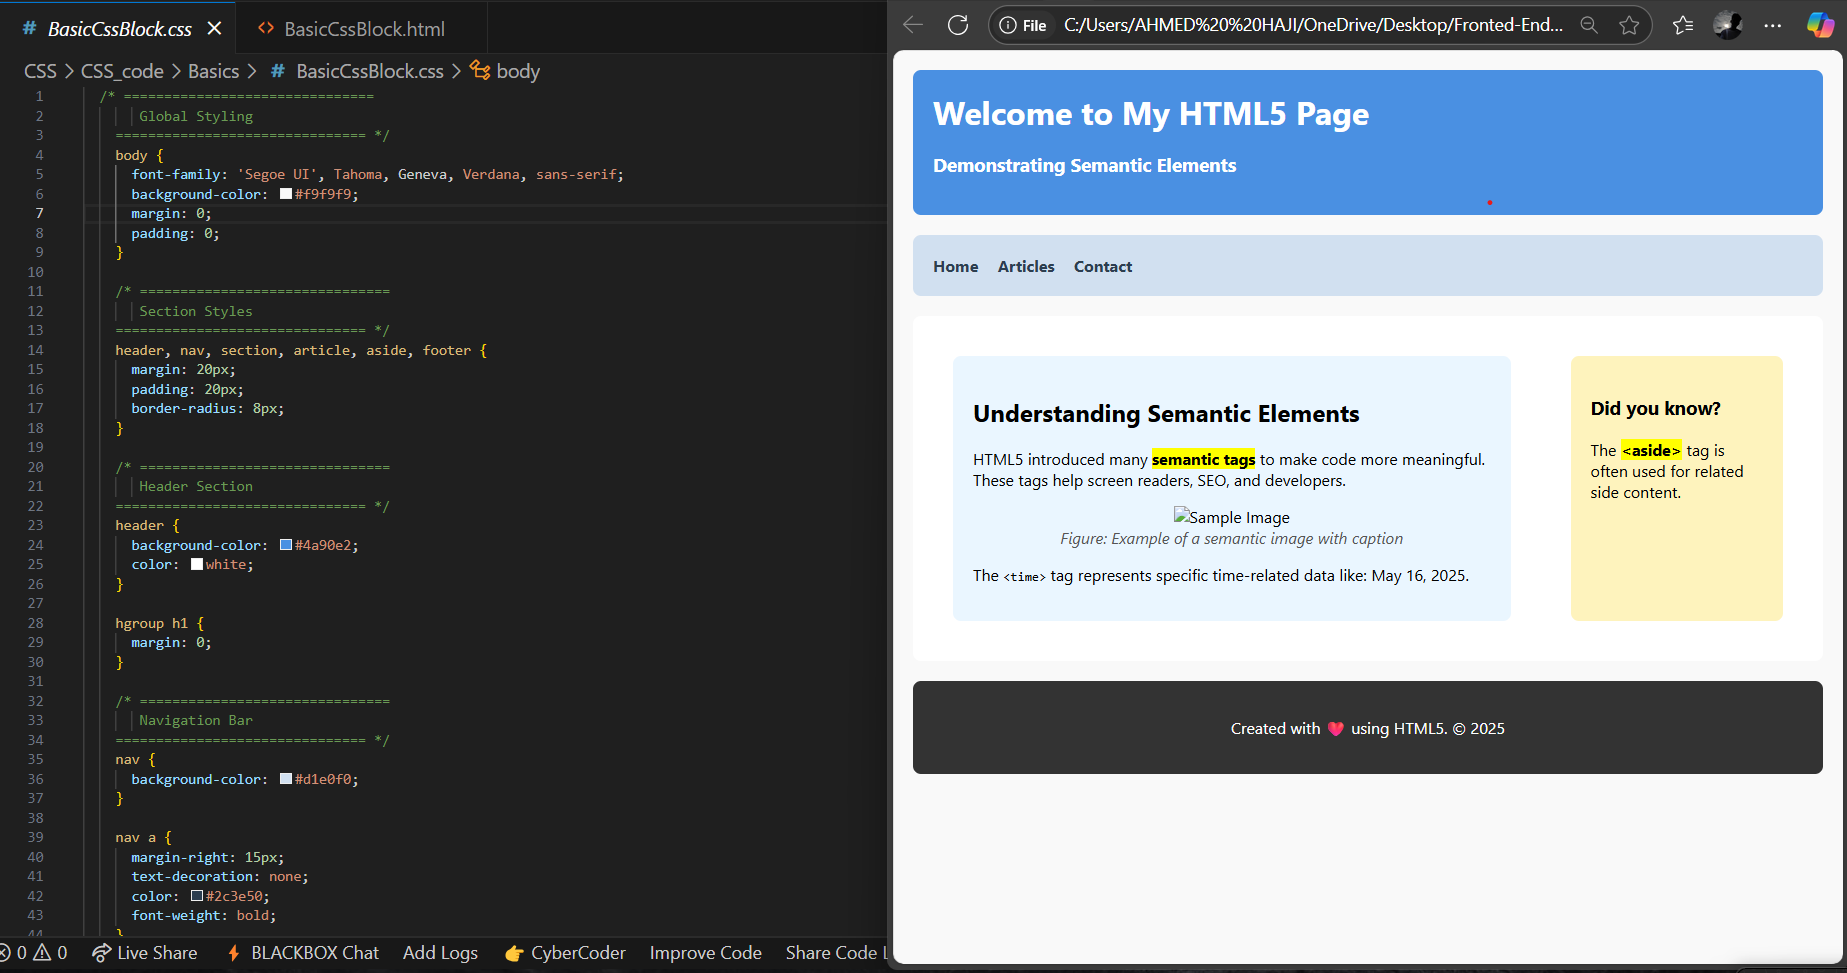 # BasicCssBlock.css
<> BasicCssBlock.html
CSS > CSS_code > Basics > # BasicCssBlock.css > body
1 /* ===============================
2 Global Styling
3 =============================== */
4 body {
5 font-family: 'Segoe UI', Tahoma, Geneva, Verdana, sans-serif;
6 background-color: #f9f9f9;
7 margin: 0;
8 padding: 0;
9 }
10
11 /* ===============================
12 Section Styles
13 =============================== */
14 header, nav, section, article, aside, footer {
15 margin: 20px;
16 padding: 20px;
17 border-radius: 8px;
18 }
19
20 /* ===============================
21 Header Section
22 =============================== */
23 header {
24 background-color: #4a90e2;
25 color: white;
26 }
27
28 hgroup h1 {
29 margin: 0;
30 }
31
32 /* ===============================
33 Navigation Bar
34 =============================== */
35 nav {
36 background-color: #d1e0f0;
37 }
38
39 nav a {
40 margin-right: 15px;
41 text-decoration: none;
42 color: #2c3e50;
43 font-weight: bold;
44 }
0 0 Live Share BLACKBOX Chat Add Logs 👉 CyberCoder Improve Code Share Code
File C:/Users/AHMED%20%20HAJI/OneDrive/Desktop/Fronted-End...
Welcome to My HTML5 Page
Demonstrating Semantic Elements
Home Articles Contact
Understanding Semantic Elements
HTML5 introduced many semantic tags to make code more meaningful.
These tags help screen readers, SEO, and developers.
Sample Image
Figure: Example of a semantic image with caption
The <time> tag represents specific time-related data like: May 16, 2025.
Did you know?
The <aside> tag is
often used for related
side content.
Created with ❤️ using HTML5. © 2025